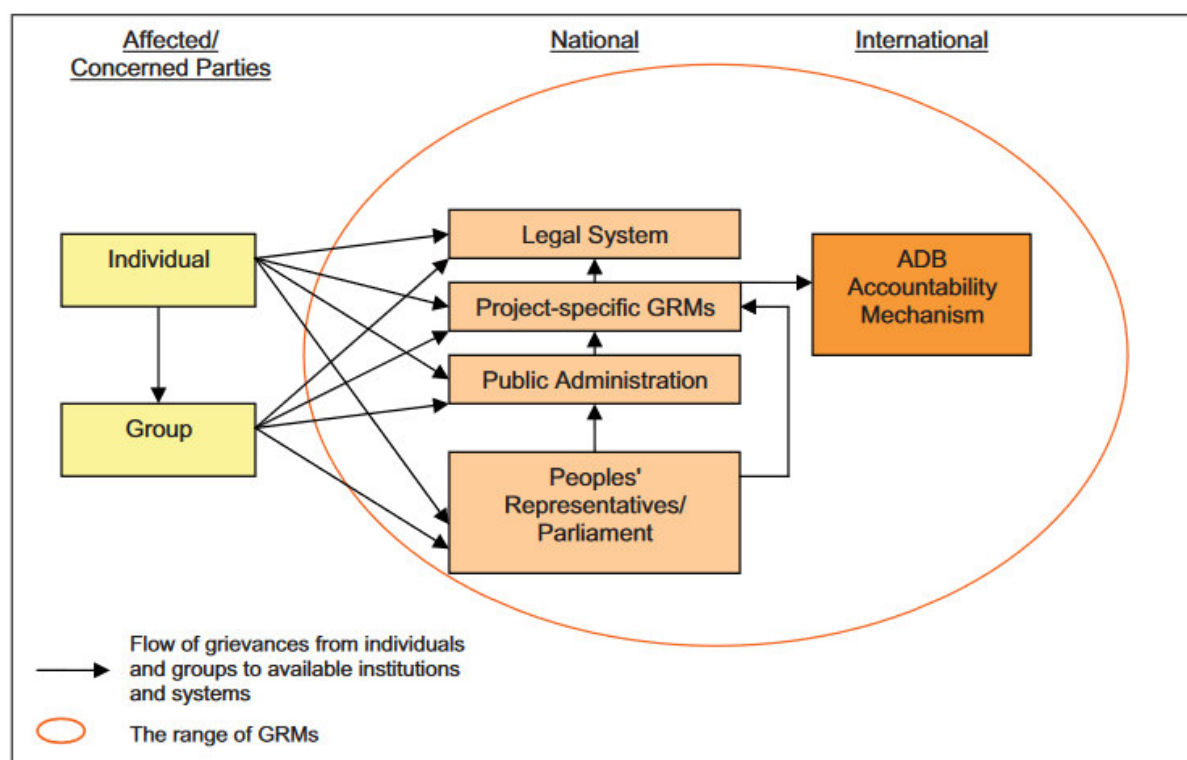 Affected/
Concerned Parties
National
International
Individual
Group
Legal System
Project-specific GRMs
Public Administration
Peoples'
Representatives/
Parliament
ADB
Accountability
Mechanism
Flow of grievances from individuals
and groups to available institutions
and systems
The range of GRMs